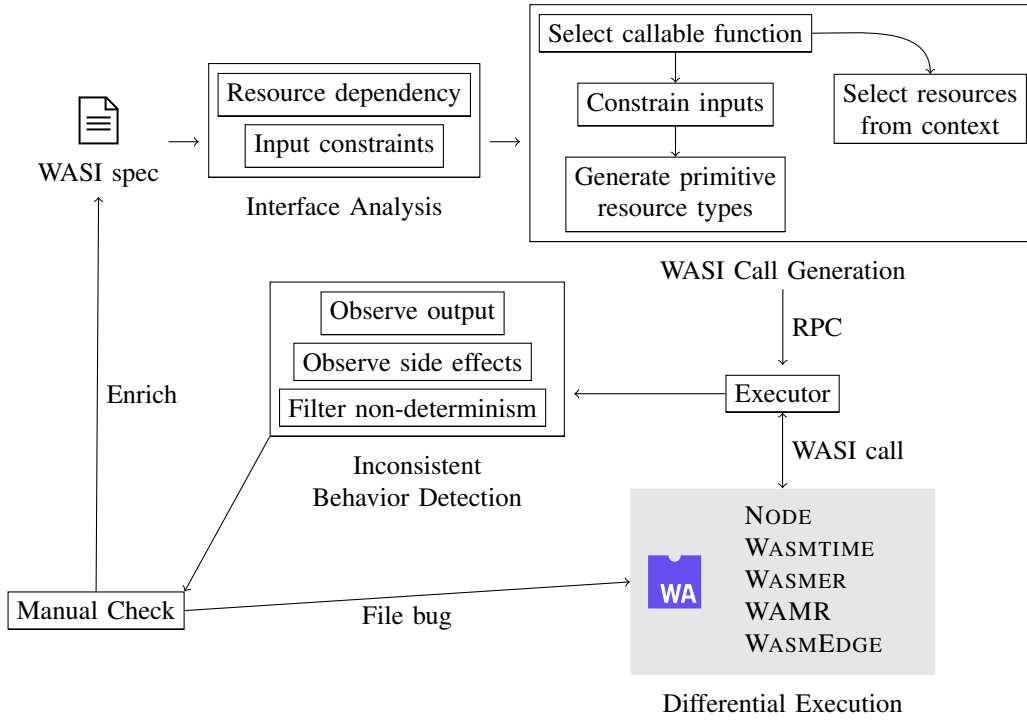 Select callable function
Constrain inputs
Generate primitive
resource types
Select resources
from context
WASI Call Generation
Resource dependency
Input constraints
Interface Analysis
WASI spec
RPC
Executor
WASI call
Observe output
Observe side effects
Filter non-determinism
Inconsistent
Behavior Detection
Enrich
Manual Check
File bug
WA
NODE
WASMTIME
WASMER
WAMR
WASMEDGE
Differential Execution